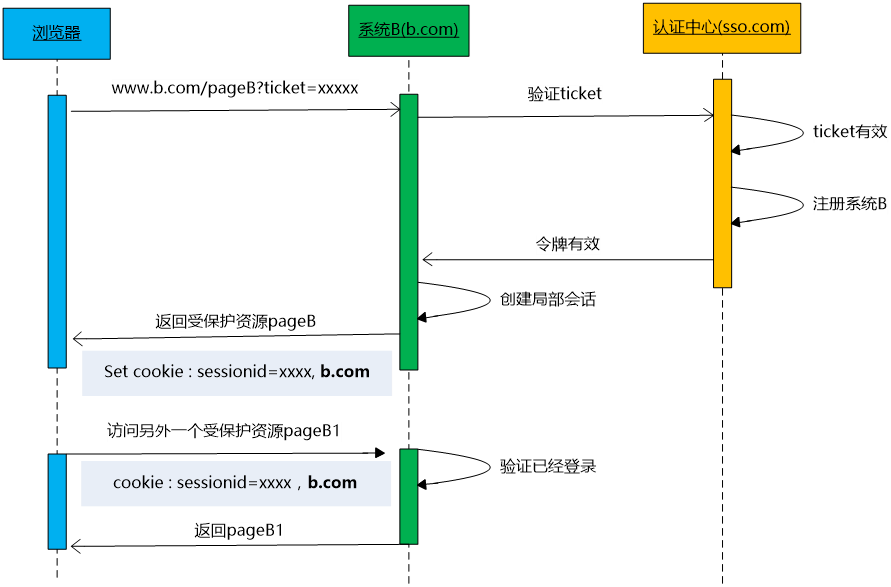 浏览器
系统B(b.com)
认证中心(sso.com)
www.b.com/pageB?ticket=xxxxx
验证ticket
ticket有效
注册系统B
令牌有效
创建局部会话
返回受保护资源pageB
Set cookie : sessionid=xxxx, b.com
访问另外一个受保护资源pageB1
验证已经登录
cookie : sessionid=xxxx , b.com
返回pageB1